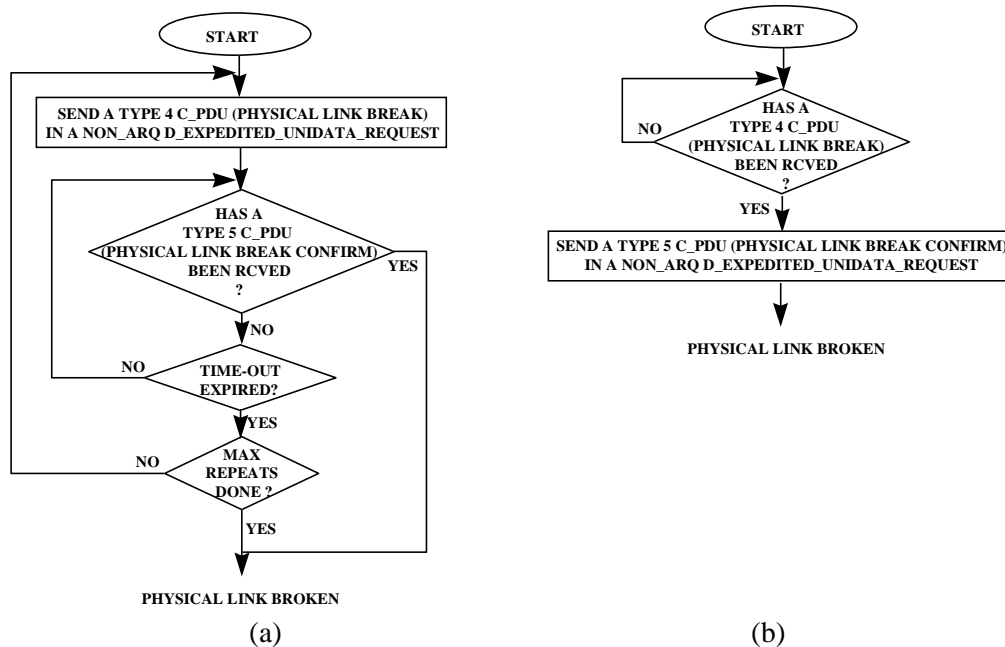 START
SEND A TYPE 4 C_PDU (PHYSICAL LINK BREAK)
IN A NON_ARQ D_EXPEDITED_UNIDATA_REQUEST
HAS A
TYPE 5 C_PDU
(PHYSICAL LINK BREAK CONFIRM)
BEEN RCVED
?
YES
NO
TIME-OUT
EXPIRED?
NO
YES
MAX
REPEATS
DONE ?
NO
YES
PHYSICAL LINK BROKEN
(a)
START
HAS A
TYPE 4 C_PDU
(PHYSICAL LINK BREAK)
BEEN RCVED
?
NO
YES
SEND A TYPE 5 C_PDU (PHYSICAL LINK BREAK CONFIRM)
IN A NON_ARQ D_EXPEDITED_UNIDATA_REQUEST
PHYSICAL LINK BROKEN
(b)